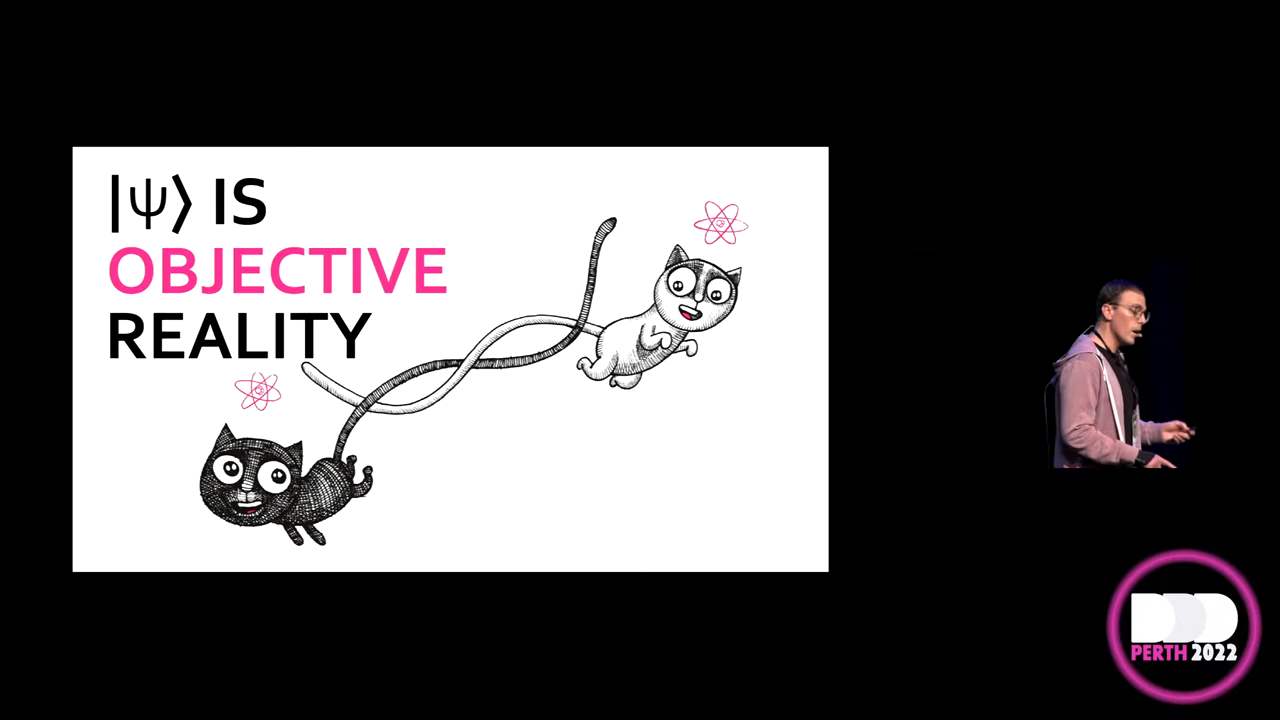 |ψ⟩ IS
OBJECTIVE
REALITY
DDD
PERTH 2022